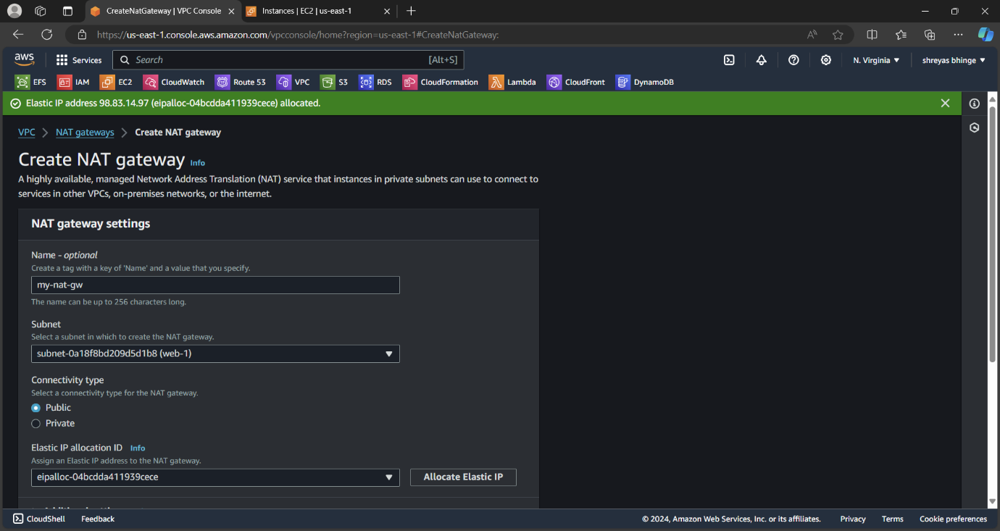 CreateNatGateway | VPC Console
Instances | EC2 | us-east-1
https://us-east-1.console.aws.amazon.com/vpcconsole/home?region=us-east-1#CreateNatGateway:
aws
Services
Search
[Alt+S]
N. Virginia
shreyas bhinge
EFS
IAM
EC2
CloudWatch
Route 53
VPC
S3
RDS
CloudFormation
Lambda
CloudFront
DynamoDB
Elastic IP address 98.83.14.97 (eipalloc-04bcdda411939cece) allocated.
VPC > NAT gateways > Create NAT gateway
Create NAT gateway Info
A highly available, managed Network Address Translation (NAT) service that instances in private subnets can use to connect to
services in other VPCs, on-premises networks, or the internet.
NAT gateway settings
Name - optional
Create a tag with a key of 'Name' and a value that you specify.
my-nat-gw
The name can be up to 256 characters long.
Subnet
Select a subnet in which to create the NAT gateway.
subnet-0a18f8bd209d5d1b8 (web-1)
Connectivity type
Select a connectivity type for the NAT gateway.
Public
Private
Elastic IP allocation ID Info
Assign an Elastic IP address to the NAT gateway.
eipalloc-04bcdda411939cece
Allocate Elastic IP
CloudShell
Feedback
© 2024, Amazon Web Services, Inc. or its affiliates.
Privacy
Terms
Cookie preferences